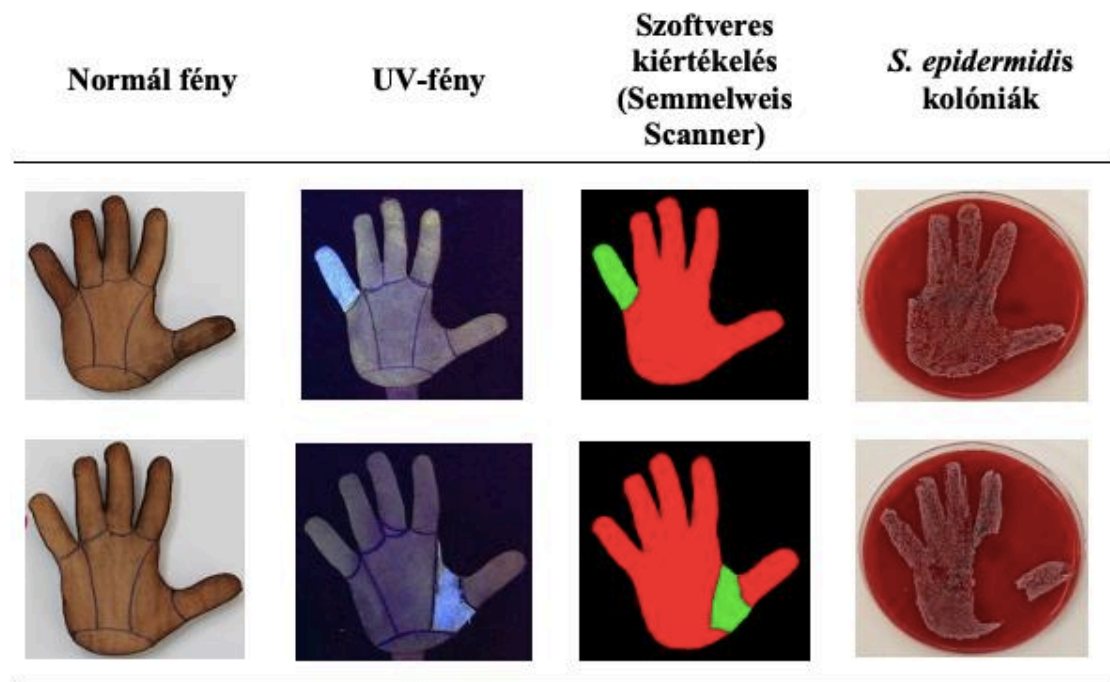 Normál fény
UV-fény
Szoftveres
kiértékelés
(Semmelweis
Scanner)
S. epidermidis
kolóniák